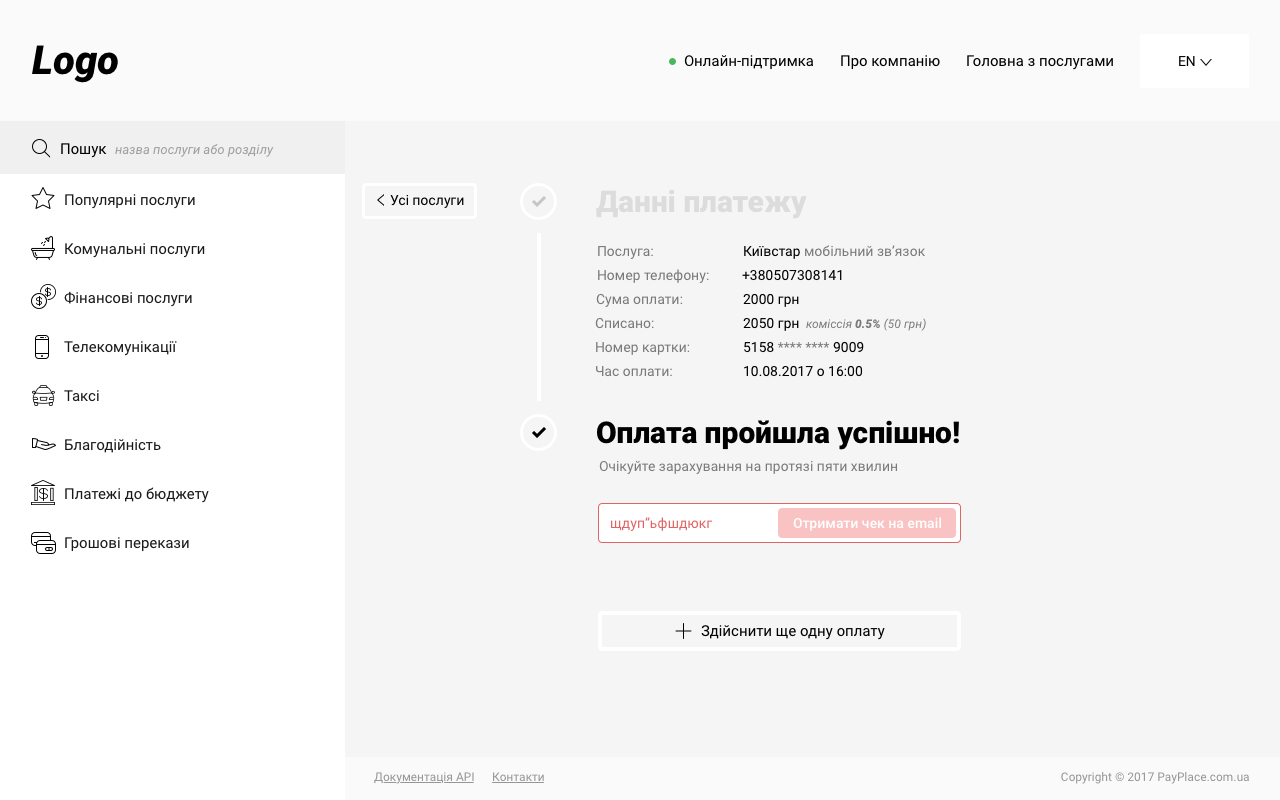 Logo
Онлайн-підтримка Про компанію Головна з послугами EN
Пошук назва послуги або розділу
Популярні послуги
Комунальні послуги
Фінансові послуги
Телекомунікації
Таксі
Благодійність
Платежі до бюджету
Грошові перекази
Усі послуги
Данні платежу
Послуга: Київстар мобільний зв’язок
Номер телефону: +380507308141
Сума оплати: 2000 грн
Списано: 2050 грн коміссія 0.5% (50 грн)
Номер картки: 5158 **** **** 9009
Час оплати: 10.08.2017 о 16:00
Оплата пройшла успішно!
Очікуйте зарахування на протязі пяти хвилин
щдуп”ьфшдюкг Отримати чек на email
Здійснити ще одну оплату
Документація API Контакти Copyright © 2017 PayPlace.com.ua